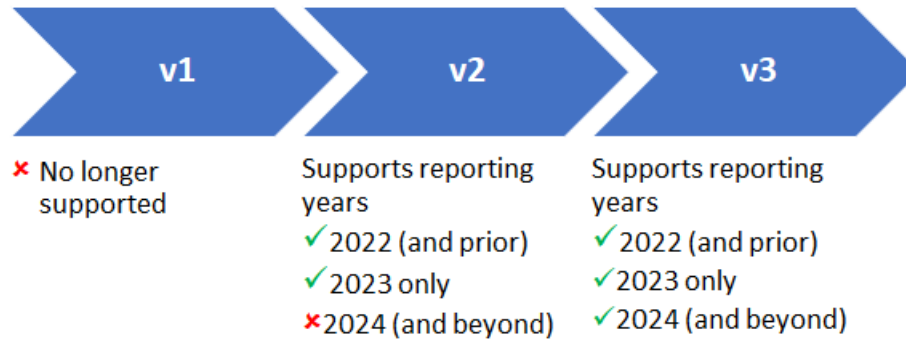 v1
No longer
supported
v2
Supports reporting
years
✓2022 (and prior)
✓2023 only
✗2024 (and beyond)
v3
Supports reporting
years
✓2022 (and prior)
✓2023 only
✓2024 (and beyond)